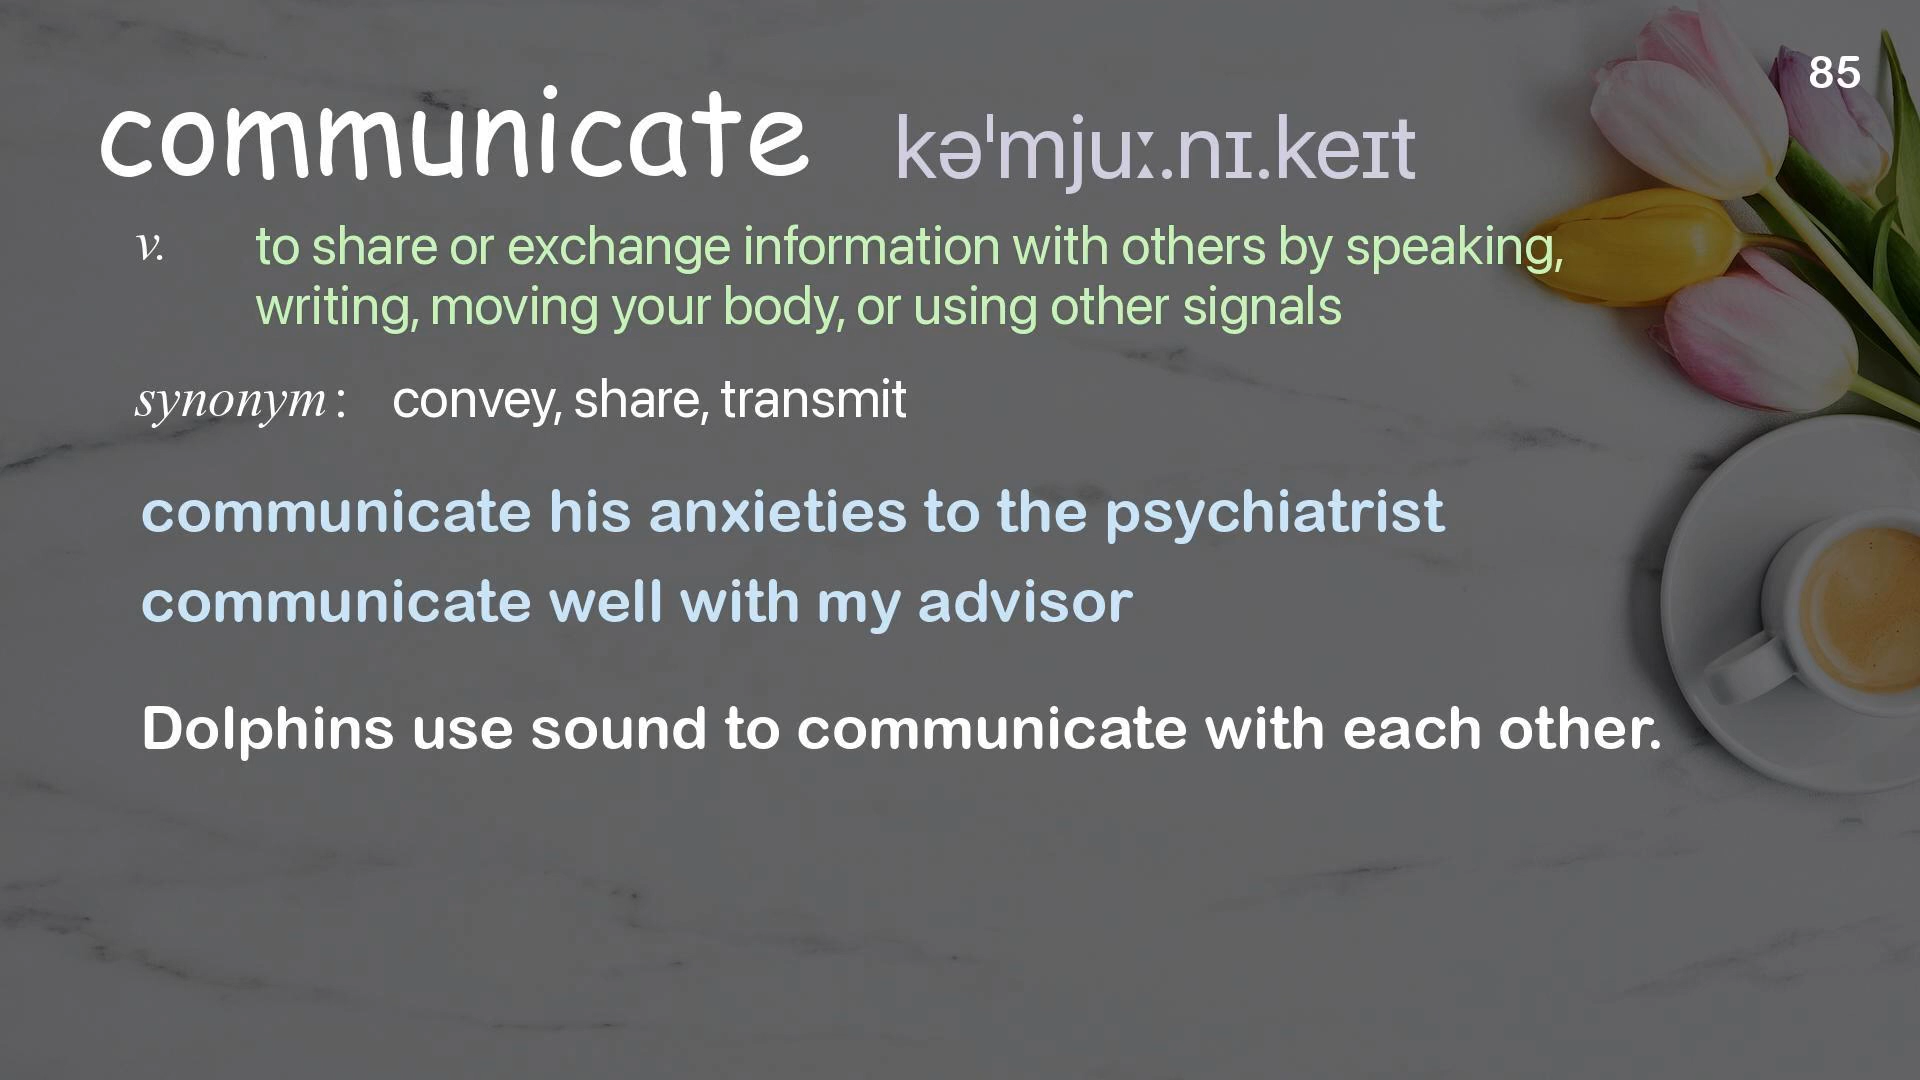 85
communicate kəˈmjuː.nɪ.keɪt
v. to share or exchange information with others by speaking,
writing, moving your body, or using other signals
synonym: convey, share, transmit
communicate his anxieties to the psychiatrist
communicate well with my advisor
Dolphins use sound to communicate with each other.